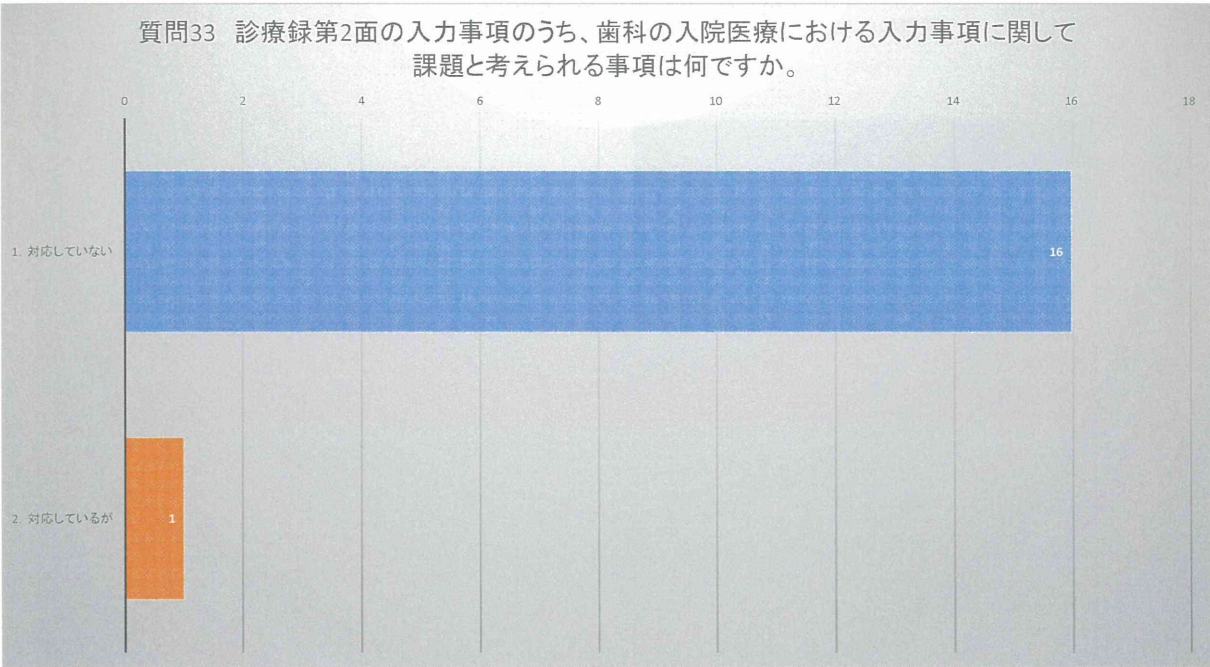 質問33 診療録第2面の入力事項のうち、歯科の入院医療における入力事項に関して
課題と考えられる事項は何ですか。
0 2 4 6 8 10 12 14 16 18
1. 対応していない
16
2. 対応しているが
1